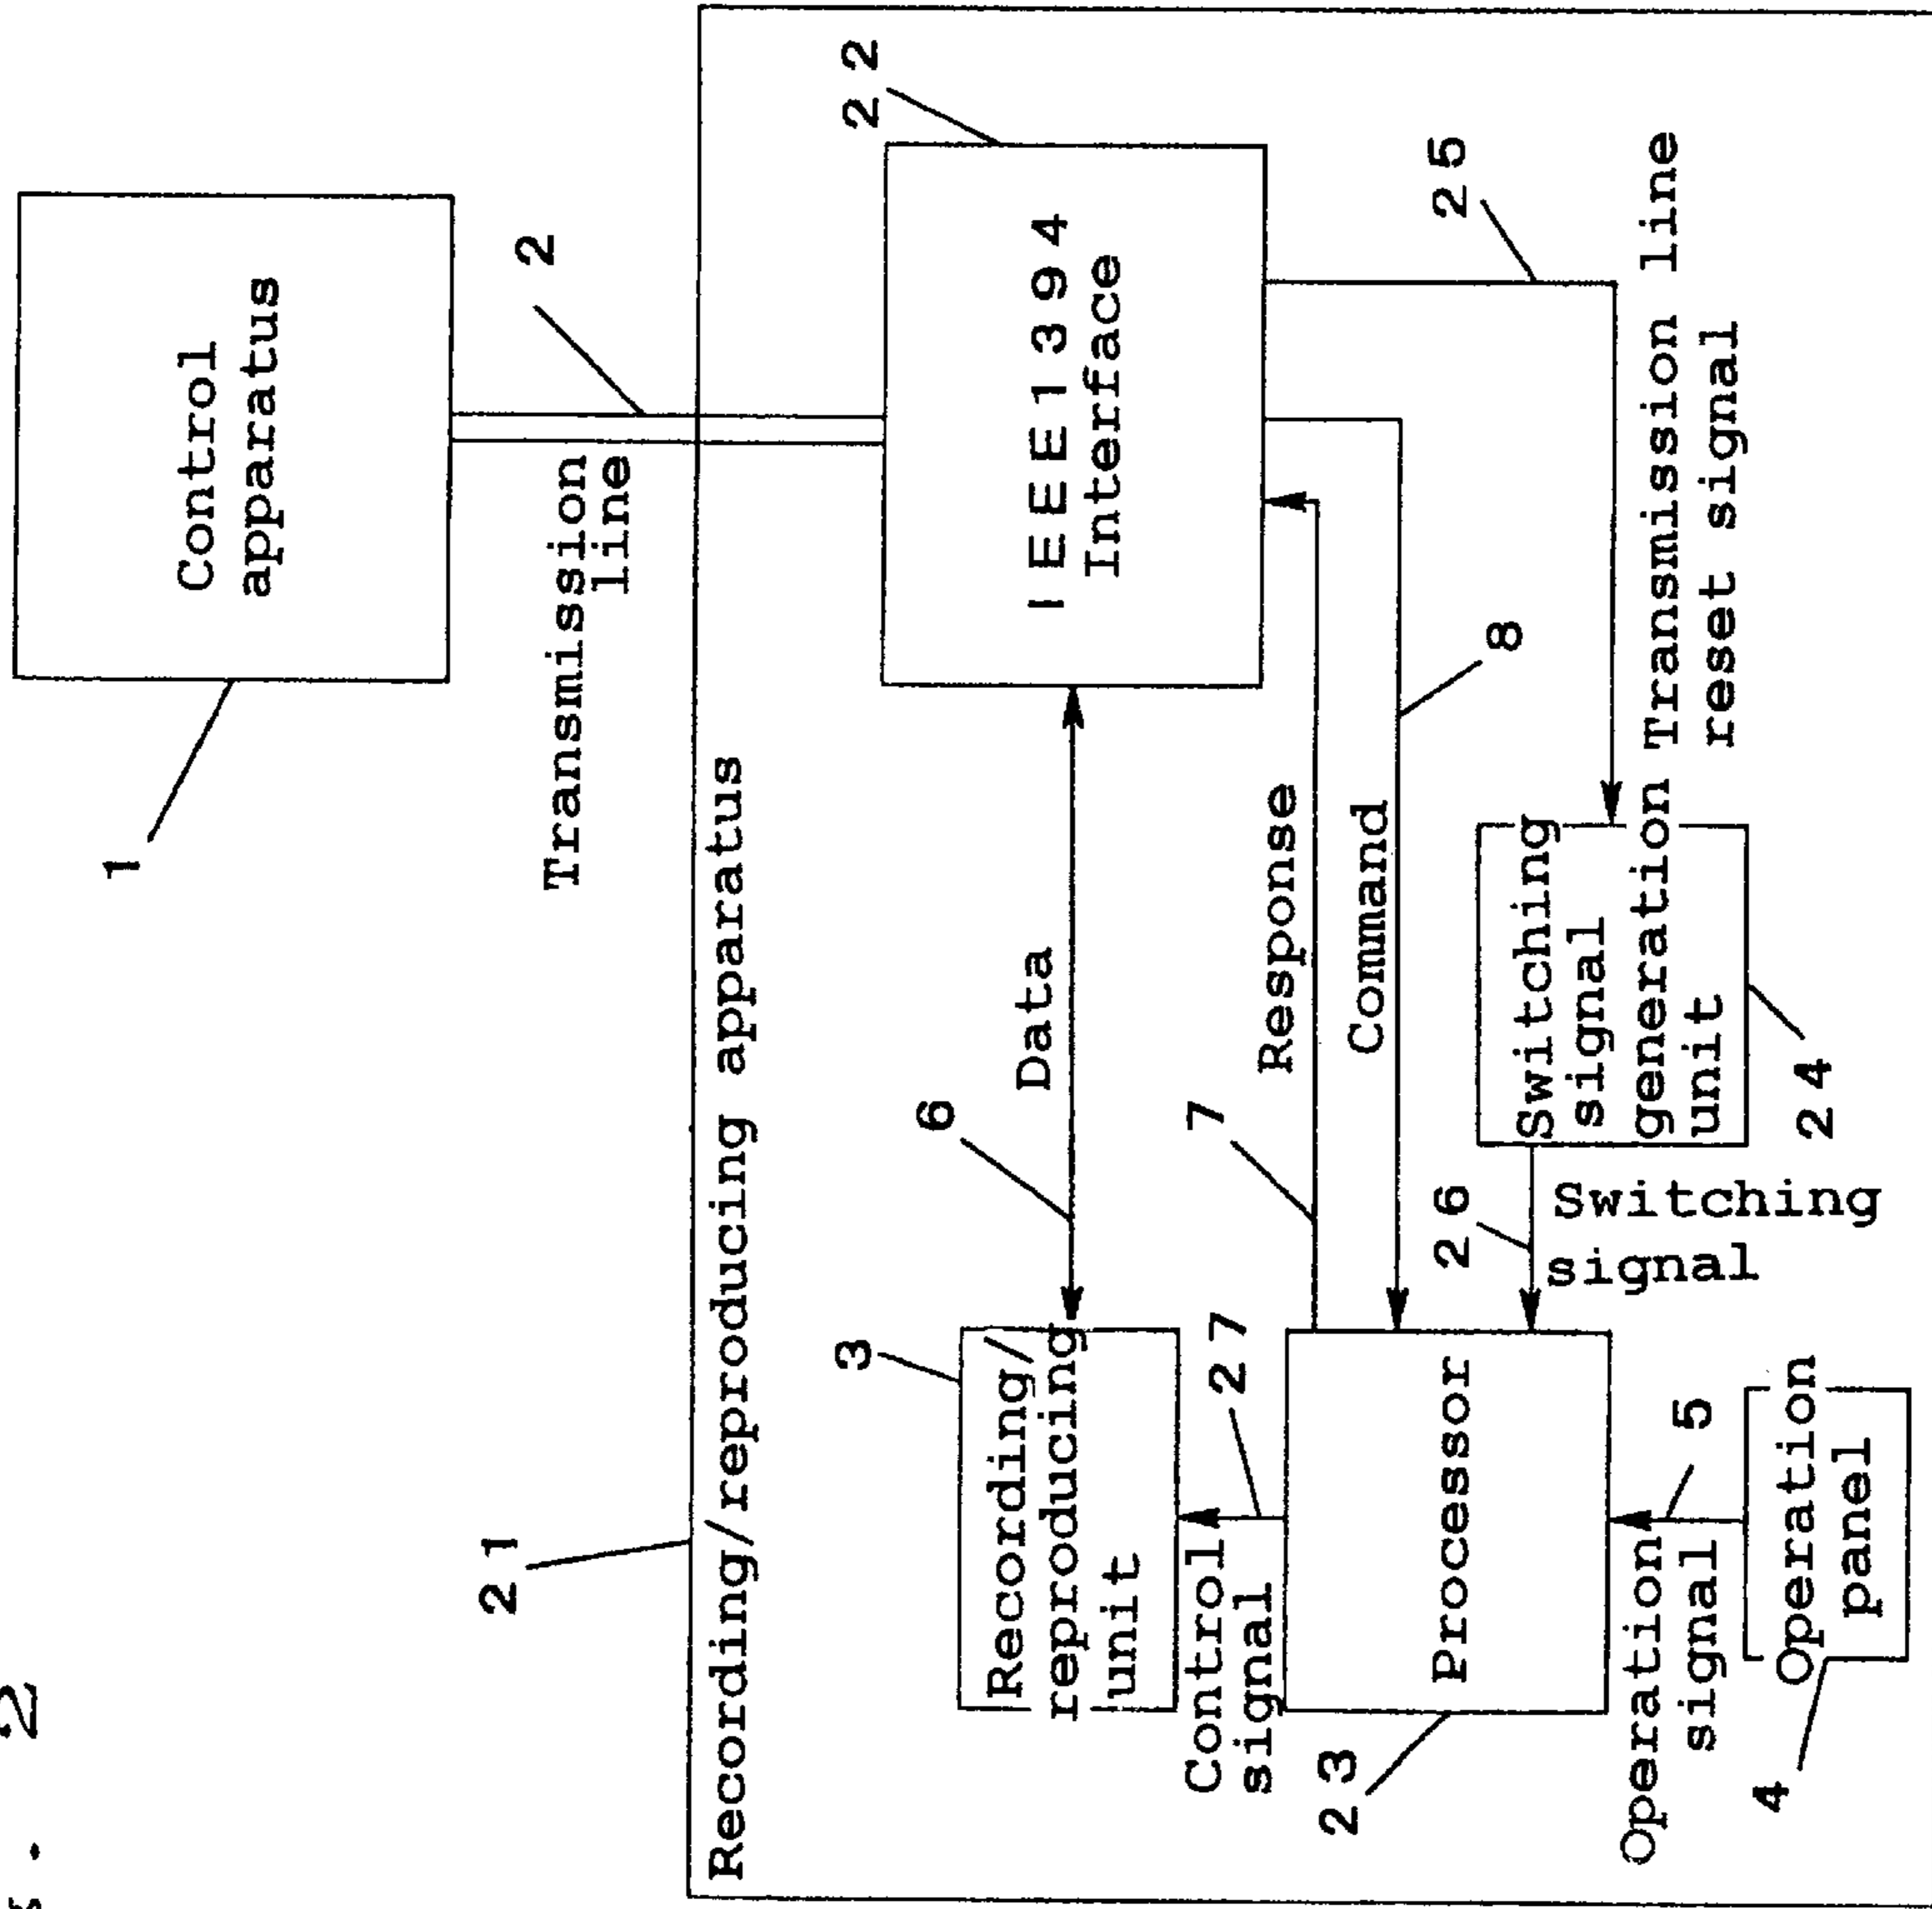 2
1
Control
apparatus
2
Transmission
line
21
Recording/reproducing apparatus
22
IEEE1394
Interface
3
Recording/
reproducing
unit
6
Data
27
Control
signal
7
Response
Command
8
25
Transmission line
reset signal
23
Processor
26
Switching
signal
Switching
signal
generation
unit
24
Operation
signal
5
4
Operation
panel